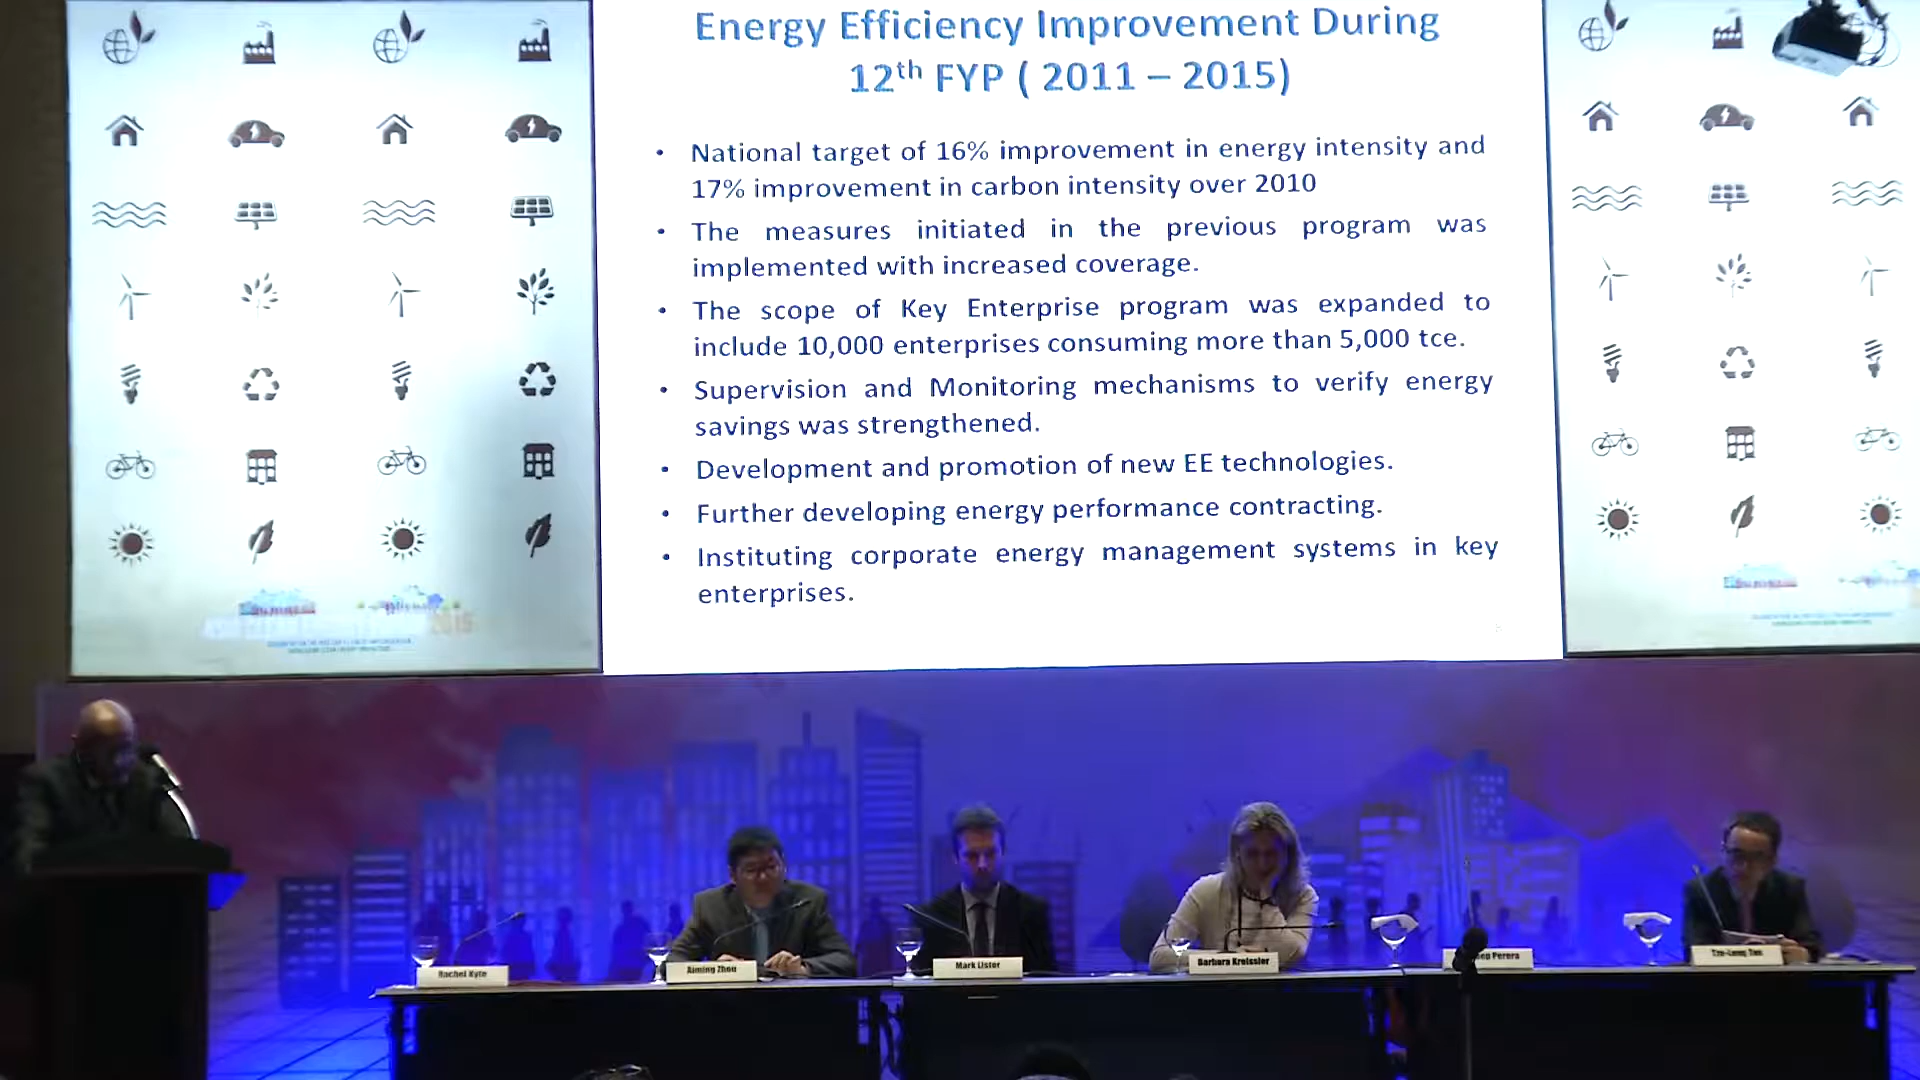 Energy Efficiency Improvement During
12th FYP ( 2011 – 2015)
• National target of 16% improvement in energy intensity and
17% improvement in carbon intensity over 2010
• The measures initiated in the previous program was
implemented with increased coverage.
• The scope of Key Enterprise program was expanded to
include 10,000 enterprises consuming more than 5,000 tce.
• Supervision and Monitoring mechanisms to verify energy
savings was strengthened.
• Development and promotion of new EE technologies.
• Further developing energy performance contracting.
• Instituting corporate energy management systems in key
enterprises.
2015
Rachel Kyte
Aiming Zhou
Mark Lister
Barbara Kreissler
Perera